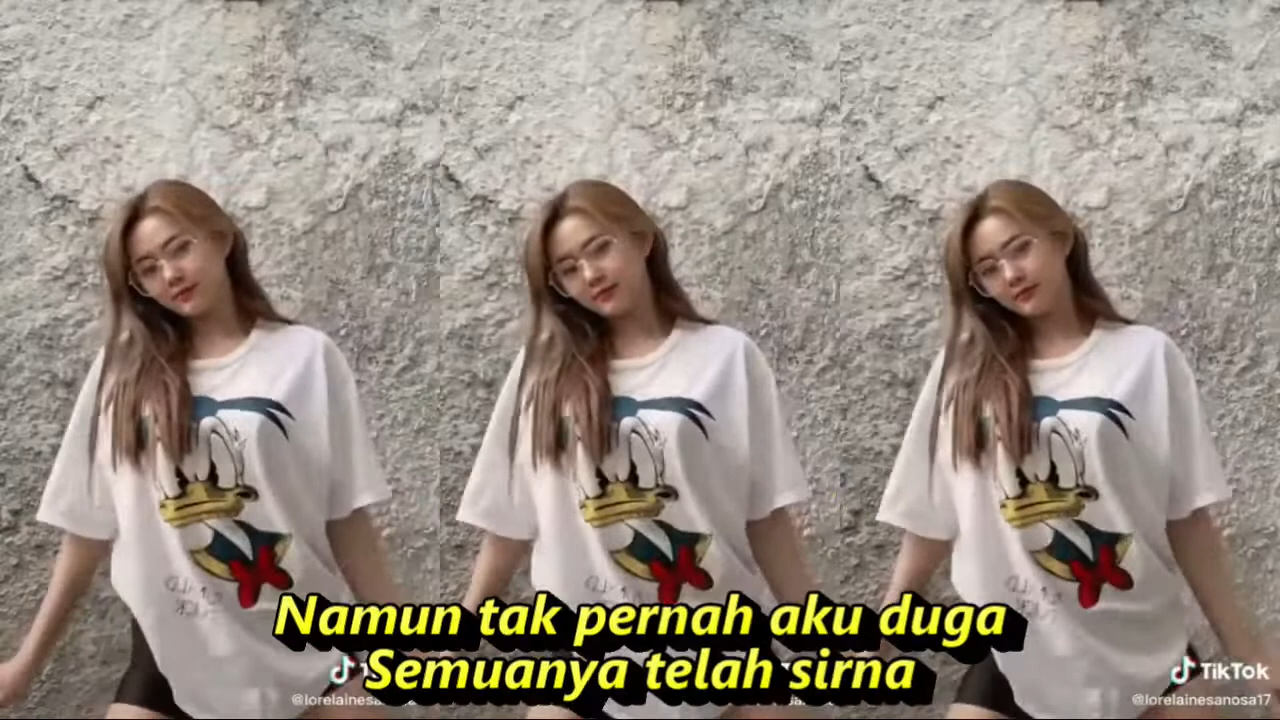 Namun tak pernah aku duga
Semuanya telah sirna
TikTok
@lorelainesanosa17